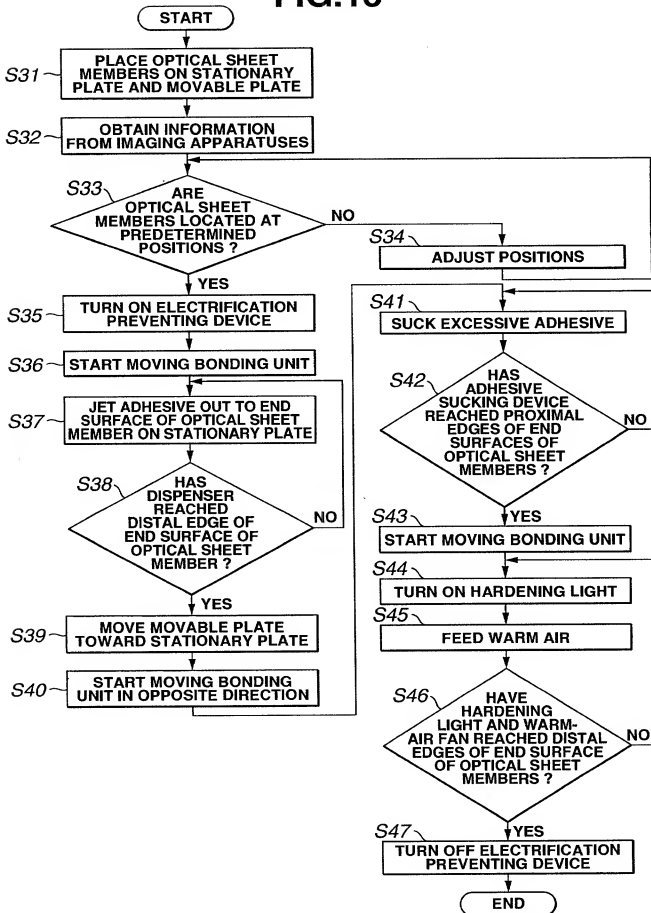 START
S31
PLACE OPTICAL SHEET
MEMBERS ON STATIONARY
PLATE AND MOVABLE PLATE
S32
OBTAIN INFORMATION
FROM IMAGING APPARATUSES
S33
ARE
OPTICAL SHEET
MEMBERS LOCATED AT
PREDETERMINED
POSITIONS ?
NO
YES
S34
ADJUST POSITIONS
S35
TURN ON ELECTRIFICATION
PREVENTING DEVICE
S36
START MOVING BONDING UNIT
S37
JET ADHESIVE OUT TO END
SURFACE OF OPTICAL SHEET
MEMBER ON STATIONARY PLATE
S38
HAS
DISPENSER
REACHED
DISTAL EDGE OF
END SURFACE OF
OPTICAL SHEET
MEMBER ?
NO
YES
S39
MOVE MOVABLE PLATE
TOWARD STATIONARY PLATE
S40
START MOVING BONDING
UNIT IN OPPOSITE DIRECTION
S41
SUCK EXCESSIVE ADHESIVE
S42
HAS
ADHESIVE
SUCKING DEVICE
REACHED PROXIMAL
EDGES OF END
SURFACES OF
OPTICAL SHEET
MEMBERS ?
NO
YES
S43
START MOVING BONDING UNIT
S44
TURN ON HARDENING LIGHT
S45
FEED WARM AIR
S46
HAVE
HARDENING
LIGHT AND WARM-
AIR FAN REACHED DISTAL
EDGES OF END SURFACE
OF OPTICAL SHEET
MEMBERS ?
NO
YES
S47
TURN OFF ELECTRIFICATION
PREVENTING DEVICE
END